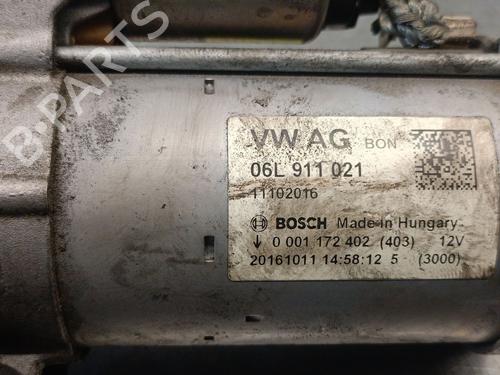 B-PARTS
VW AG BON
06L 911 021
11102016
BOSCH Made in Hungary-
↓ 0 001 172 402 (403) 12V
20161011 14:58:12 5 (3000)